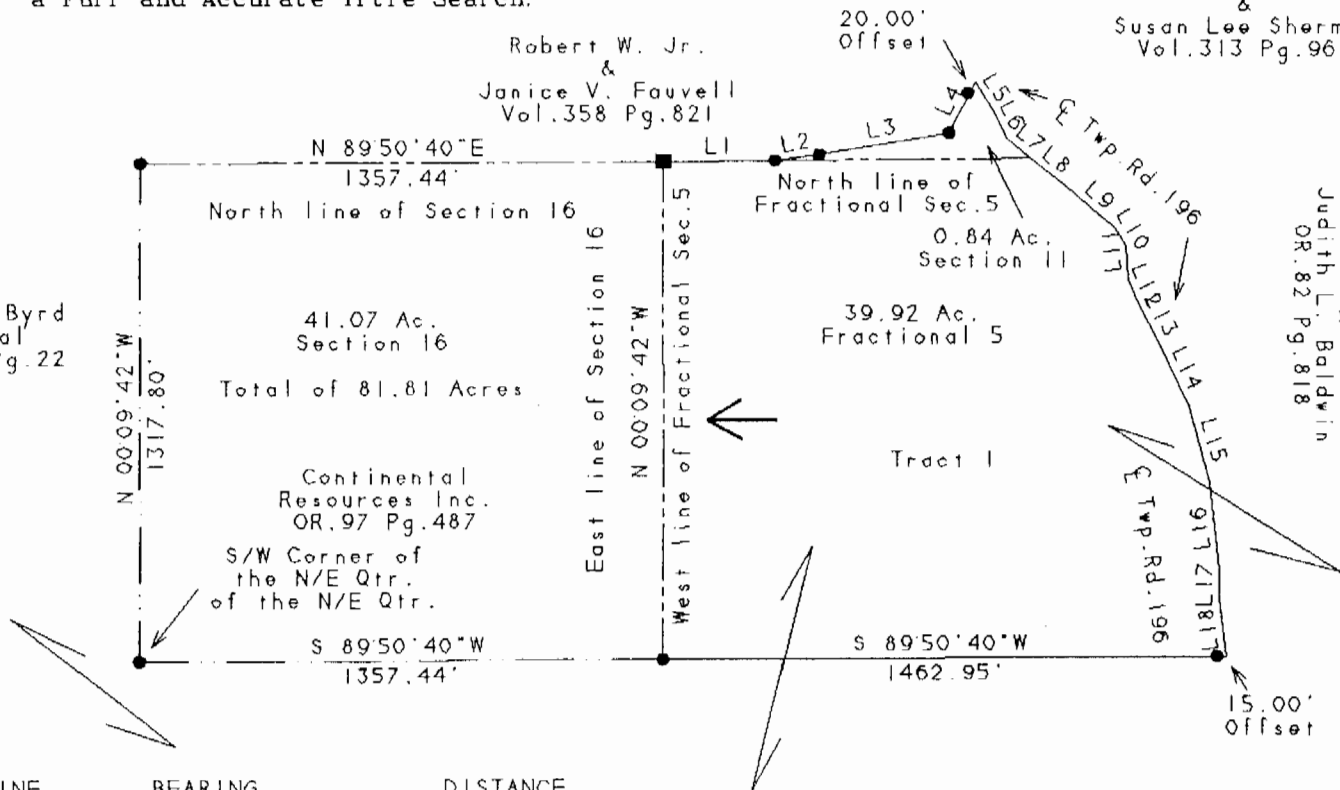 a Full and Accurate Title Search.
&
Susan Lee Sherm
Vol.313 Pg.96
20.00'
Offset
Robert W. Jr.
&
Janice V. Fauvell
Vol.358 Pg.821
L1
L2
L3
L4
L5
L6
L7
L8
L9
L10
L11
L12
L13
L14
L15
L16
L17
L18
℄ Twp.Rd.196
N 89°50'40"E
1357.44'
North line of Section 16
North line of
Fractional Sec.5
0.84 Ac.
Section 11
Judith L. Baldwin
OR.82 Pg.818
Byrd
al
g.22
N 00°09'42"W
1317.80'
41.07 Ac.
Section 16
Total of 81.81 Acres
East line of Section 16
N 00°09'42"W
West line of Fractional Sec.5
39.92 Ac.
Fractional 5
Tract 1
Continental
Resources Inc.
OR.97 Pg.487
S/W Corner of
the N/E Qtr.
of the N/E Qtr.
℄ Twp.Rd.196
S 89°50'40"W
1357.44'
S 89°50'40"W
1462.95'
15.00'
Offset
INE BEARING DISTANCE